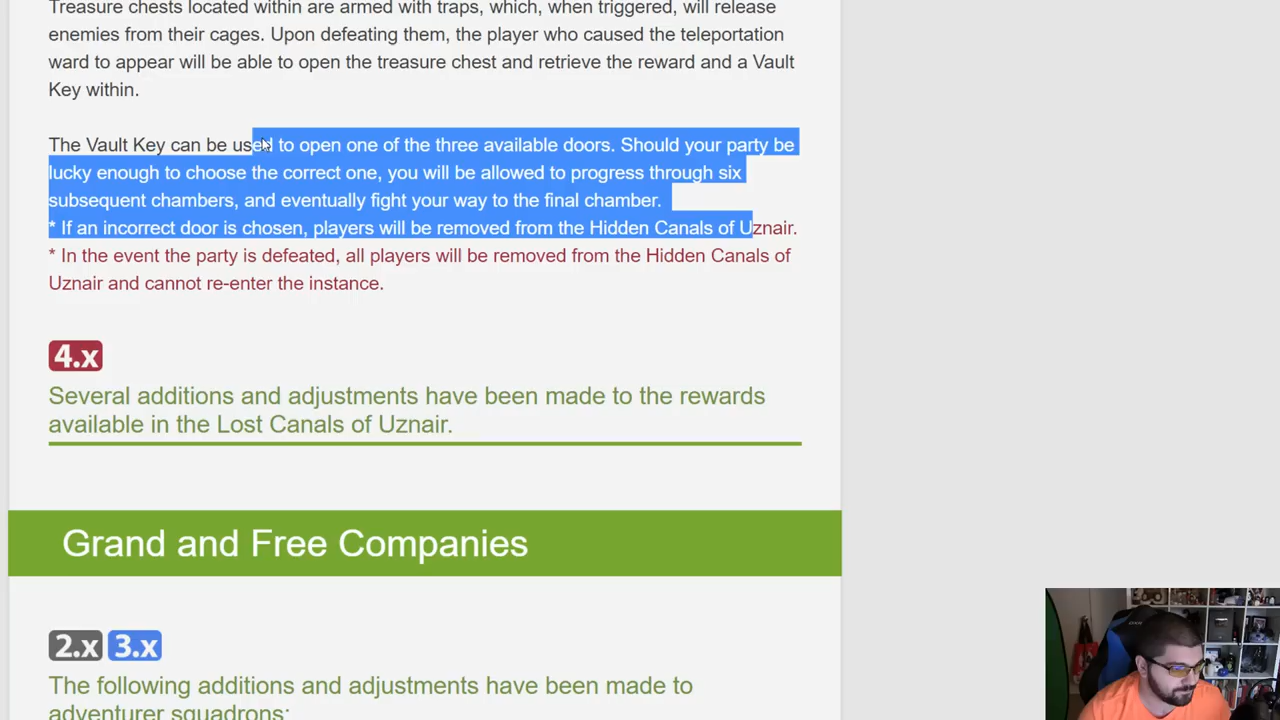 Treasure chests located within are armed with traps, which, when triggered, will release
enemies from their cages. Upon defeating them, the player who caused the teleportation
ward to appear will be able to open the treasure chest and retrieve the reward and a Vault
Key within.
The Vault Key can be used to open one of the three available doors. Should your party be
lucky enough to choose the correct one, you will be allowed to progress through six
subsequent chambers, and eventually fight your way to the final chamber.
* If an incorrect door is chosen, players will be removed from the Hidden Canals of Uznair.
* In the event the party is defeated, all players will be removed from the Hidden Canals of
Uznair and cannot re-enter the instance.
4.x
Several additions and adjustments have been made to the rewards
available in the Lost Canals of Uznair.
Grand and Free Companies
2.x 3.x
The following additions and adjustments have been made to
adventurer squadrons: